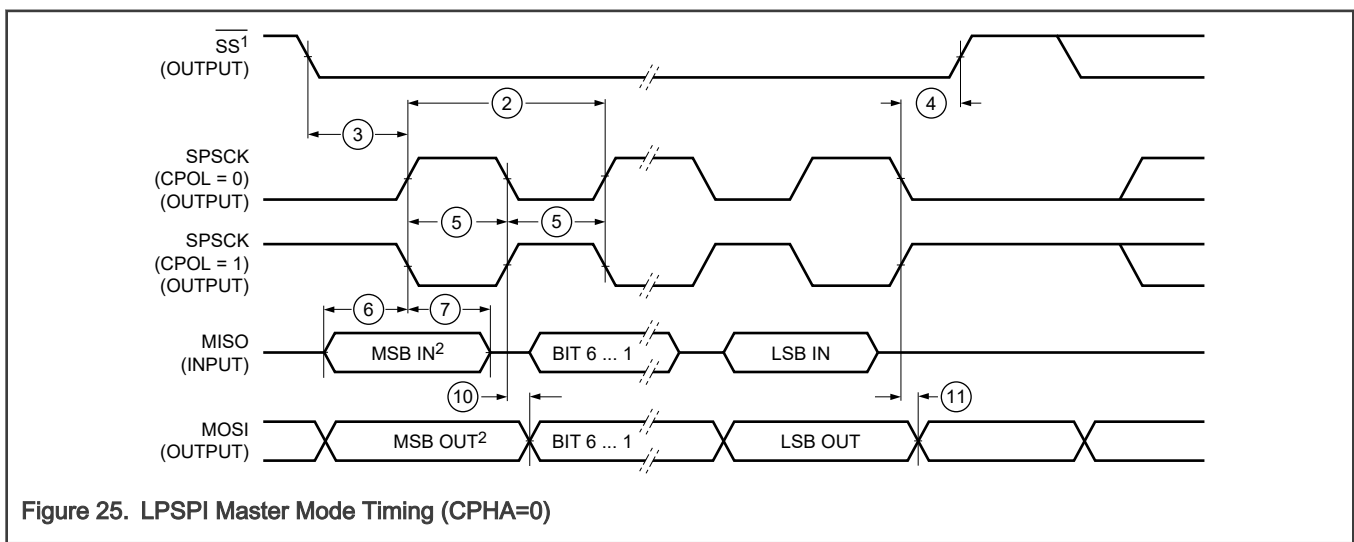 SS1
(OUTPUT)
2
4
3
SPSCK
(CPOL = 0)
(OUTPUT)
5
5
SPSCK
(CPOL = 1)
(OUTPUT)
6
7
MISO
(INPUT)
MSB IN2
BIT 6 ... 1
LSB IN
10
11
MOSI
(OUTPUT)
MSB OUT2
BIT 6 ... 1
LSB OUT
Figure 25. LPSPI Master Mode Timing (CPHA=0)